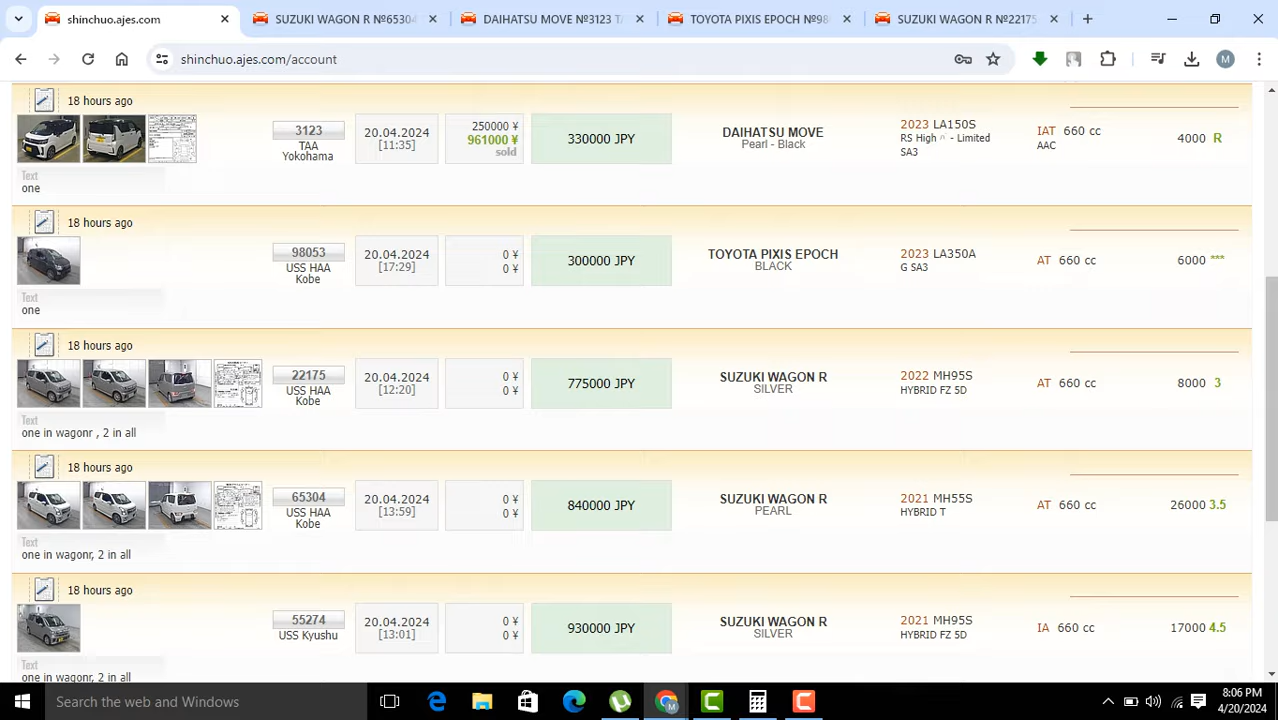 shinchuo.ajes.com
SUZUKI WAGON R №65304
DAIHATSU MOVE №3123 TA
TOYOTA PIXIS EPOCH №98
SUZUKI WAGON R №22175
shinchuo.ajes.com/account
M
18 hours ago
3123
TAA
Yokohama
20.04.2024
[11:35]
250000 ¥
961000 ¥
sold
330000 JPY
DAIHATSU MOVE
Pearl - Black
2023 LA150S
RS High - Limited
SA3
IAT 660 cc
AAC
4000 R
Text
one
18 hours ago
98053
USS HAA
Kobe
20.04.2024
[17:29]
0 ¥
0 ¥
300000 JPY
TOYOTA PIXIS EPOCH
BLACK
2023 LA350A
G SA3
AT 660 cc
6000 ***
Text
one
18 hours ago
22175
USS HAA
Kobe
20.04.2024
[12:20]
0 ¥
0 ¥
775000 JPY
SUZUKI WAGON R
SILVER
2022 MH95S
HYBRID FZ 5D
AT 660 cc
8000 3
Text
one in wagonr , 2 in all
18 hours ago
65304
USS HAA
Kobe
20.04.2024
[13:59]
0 ¥
0 ¥
840000 JPY
SUZUKI WAGON R
PEARL
2021 MH55S
HYBRID T
AT 660 cc
26000 3.5
Text
one in wagonr, 2 in all
18 hours ago
55274
USS Kyushu
20.04.2024
[13:01]
0 ¥
0 ¥
930000 JPY
SUZUKI WAGON R
SILVER
2021 MH95S
HYBRID FZ 5D
IA 660 cc
17000 4.5
Text
one in wagonr, 2 in all
Search the web and Windows
8:06 PM
4/20/2024